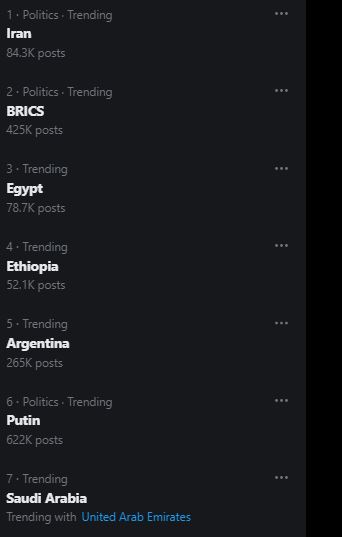 1 · Politics · Trending
Iran
84.3K posts
2 · Politics · Trending
BRICS
425K posts
3 · Trending
Egypt
78.7K posts
4 · Trending
Ethiopia
52.1K posts
5 · Trending
Argentina
265K posts
6 · Politics · Trending
Putin
622K posts
7 · Trending
Saudi Arabia
Trending with United Arab Emirates